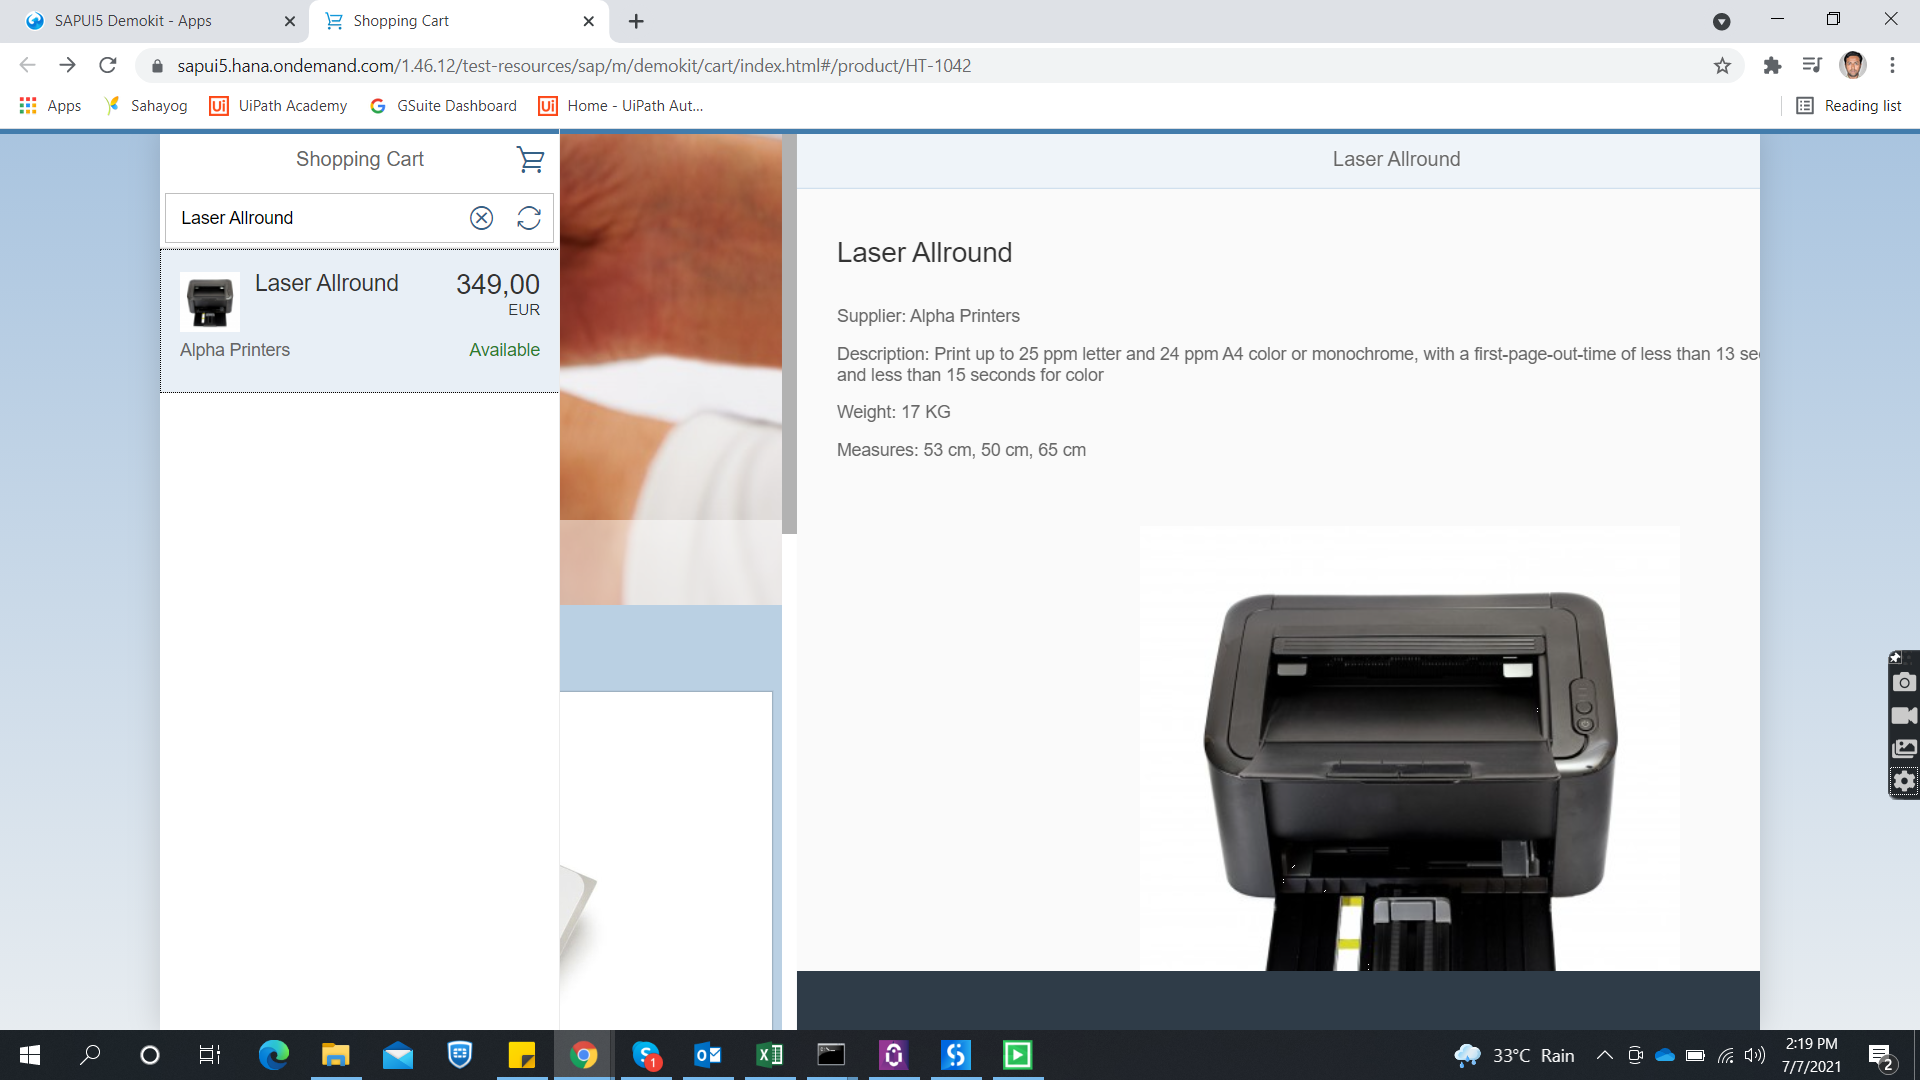 SAPUI5 Demokit - Apps
Shopping Cart
sapui5.hana.ondemand.com/1.46.12/test-resources/sap/m/demokit/cart/index.html#/product/HT-1042
Apps
Sahayog
Ui
UiPath Academy
G
GSuite Dashboard
Ui
Home - UiPath Aut...
Reading list
Shopping Cart
Laser Allround
Laser Allround
349,00
EUR
Alpha Printers
Available
Laser Allround
Laser Allround
Supplier: Alpha Printers
Description: Print up to 25 ppm letter and 24 ppm A4 color or monochrome, with a first-page-out-time of less than 13
and less than 15 seconds for color
Weight: 17 KG
Measures: 53 cm, 50 cm, 65 cm
1
33°C Rain
2:19 PM
7/7/2021
2